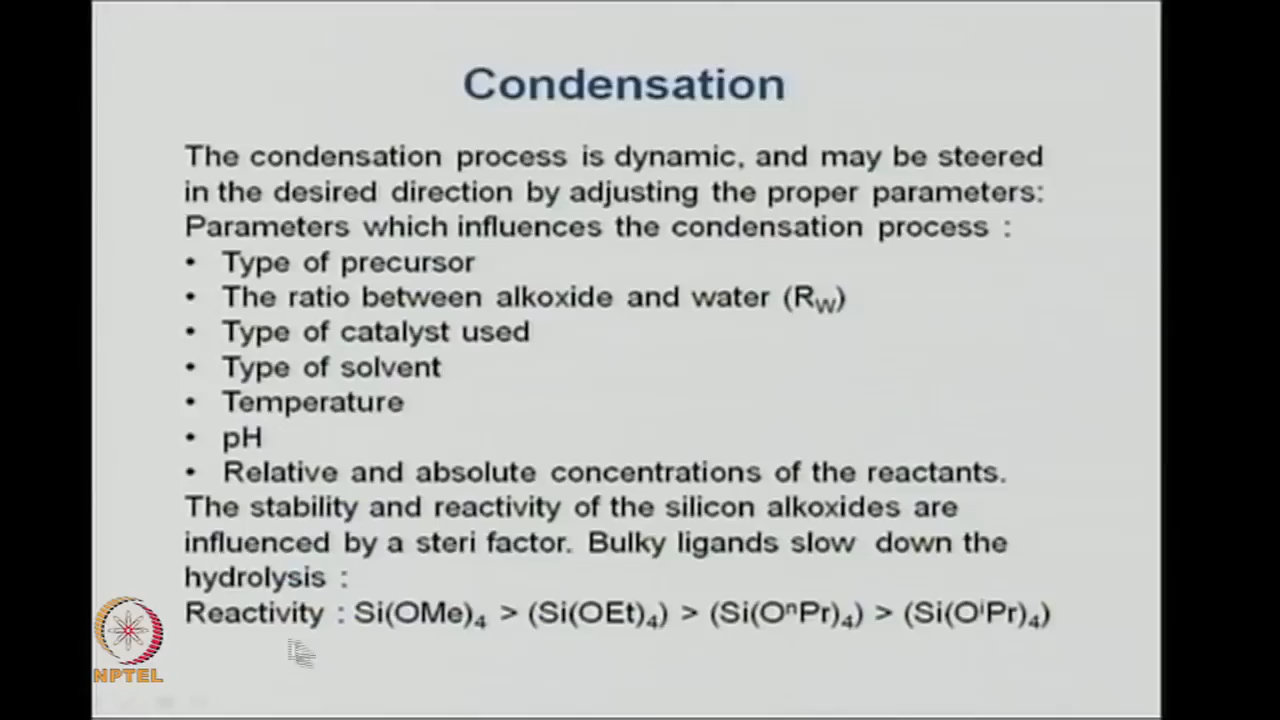 Condensation
The condensation process is dynamic, and may be steered
in the desired direction by adjusting the proper parameters:
Parameters which influences the condensation process :
• Type of precursor
• The ratio between alkoxide and water (R_W)
• Type of catalyst used
• Type of solvent
• Temperature
• pH
• Relative and absolute concentrations of the reactants.
The stability and reactivity of the silicon alkoxides are
influenced by a steri factor. Bulky ligands slow down the
hydrolysis :
Reactivity : Si(OMe)₄ > (Si(OEt)₄) > (Si(OⁿPr)₄) > (Si(OⁱPr)₄)
NPTEL